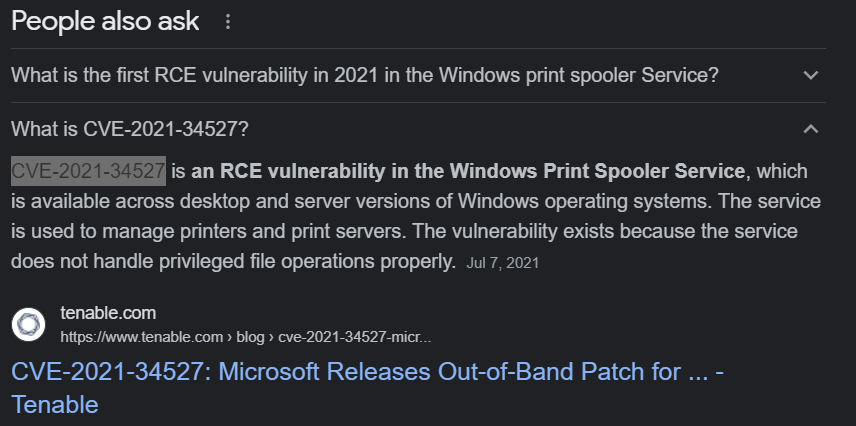 People also ask
What is the first RCE vulnerability in 2021 in the Windows print spooler Service?
What is CVE-2021-34527?
CVE-2021-34527 is an RCE vulnerability in the Windows Print Spooler Service, which
is available across desktop and server versions of Windows operating systems. The service
is used to manage printers and print servers. The vulnerability exists because the service
does not handle privileged file operations properly. Jul 7, 2021
tenable.com
https://www.tenable.com › blog › cve-2021-34527-micr...
CVE-2021-34527: Microsoft Releases Out-of-Band Patch for ... -
Tenable